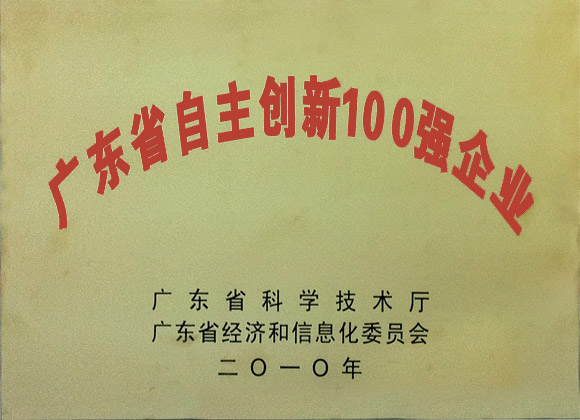 广东省自主创新100强企业
广东省科学技术厅
广东省经济和信息化委员会
二〇一〇年